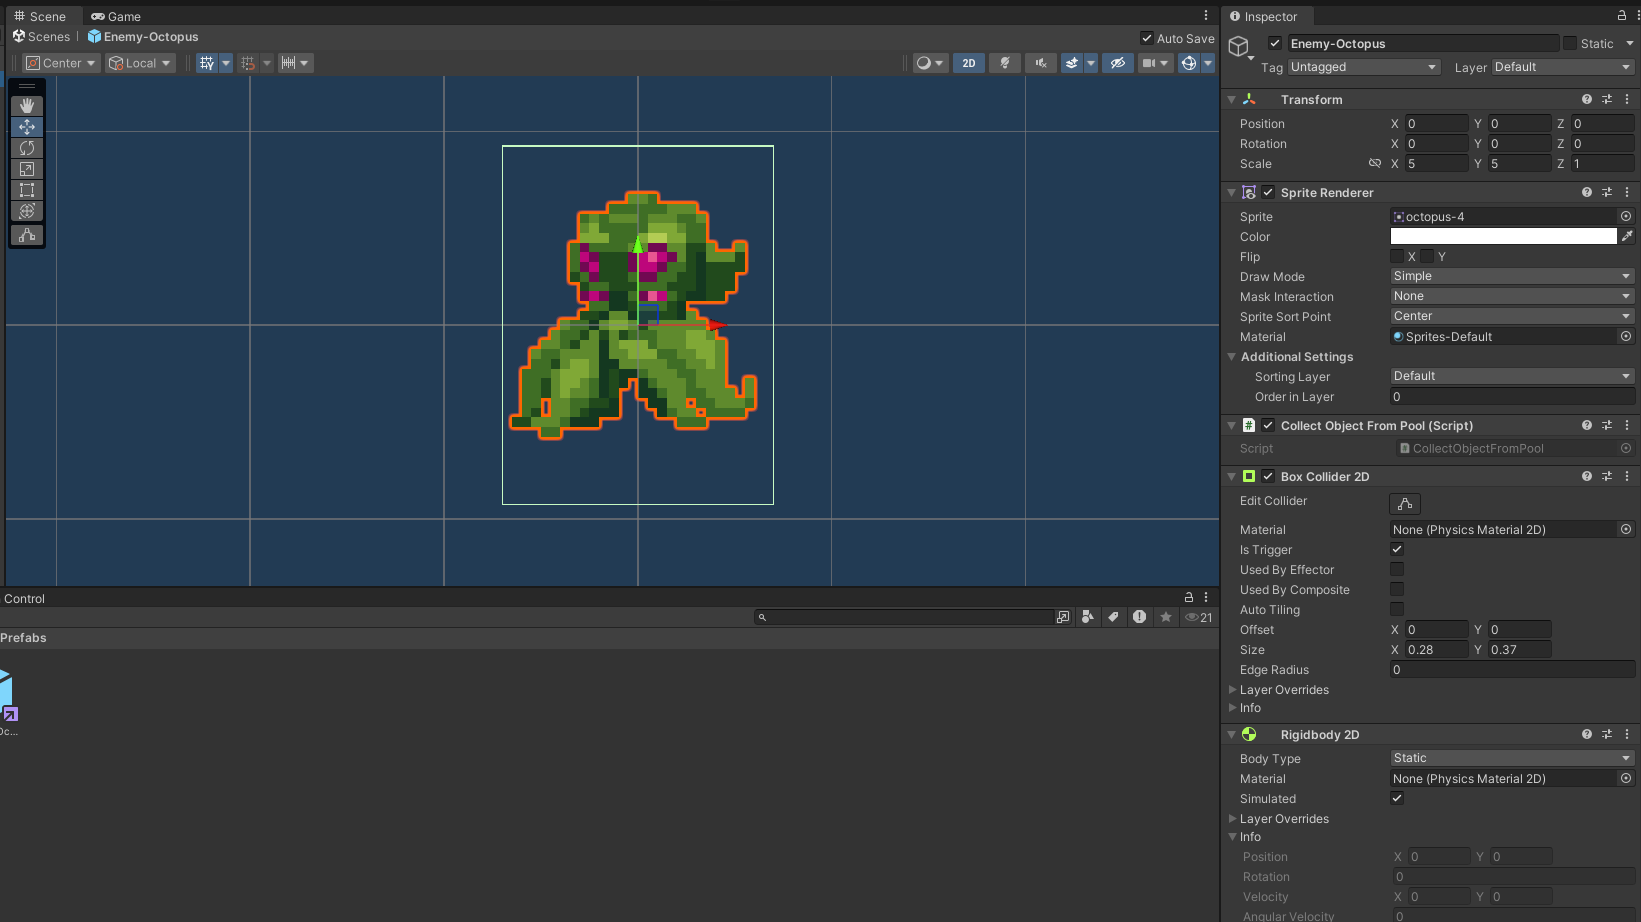 Scene
Game
Scenes
Enemy-Octopus
Auto Save
Center
Local
2D
Control
21
Prefabs
Oc...
Inspector
Enemy-Octopus
Static
Tag Untagged
Layer Default
Transform
Position X 0 Y 0 Z 0
Rotation X 0 Y 0 Z 0
Scale X 5 Y 5 Z 1
Sprite Renderer
Sprite octopus-4
Color
Flip X Y
Draw Mode Simple
Mask Interaction None
Sprite Sort Point Center
Material Sprites-Default
Additional Settings
Sorting Layer Default
Order in Layer 0
# Collect Object From Pool (Script)
Script CollectObjectFromPool
Box Collider 2D
Edit Collider
Material None (Physics Material 2D)
Is Trigger
Used By Effector
Used By Composite
Auto Tiling
Offset X 0 Y 0
Size X 0.28 Y 0.37
Edge Radius 0
Layer Overrides
Info
Rigidbody 2D
Body Type Static
Material None (Physics Material 2D)
Simulated
Layer Overrides
Info
Position X 0 Y 0
Rotation 0
Velocity X 0 Y 0
Angular Velocity 0